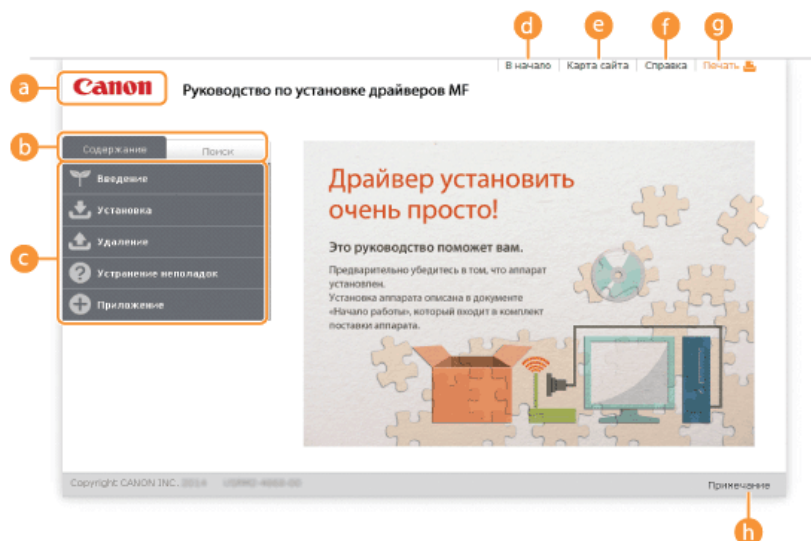 d e f g
В начало Карта сайта Справка Печать
a Canon Руководство по установке драйверов MF
b Содержание Поиск
Введение
Установка
Удаление
c Устранение неполадок
Приложение
Драйвер установить
очень просто!
Это руководство поможет вам.
Предварительно убедитесь в том, что аппарат
установлен.
Установка аппарата описана в документе
«Начало работы», который входит в комплект
поставки аппарата.
Copyright CANON INC. 2014
Примечание
h